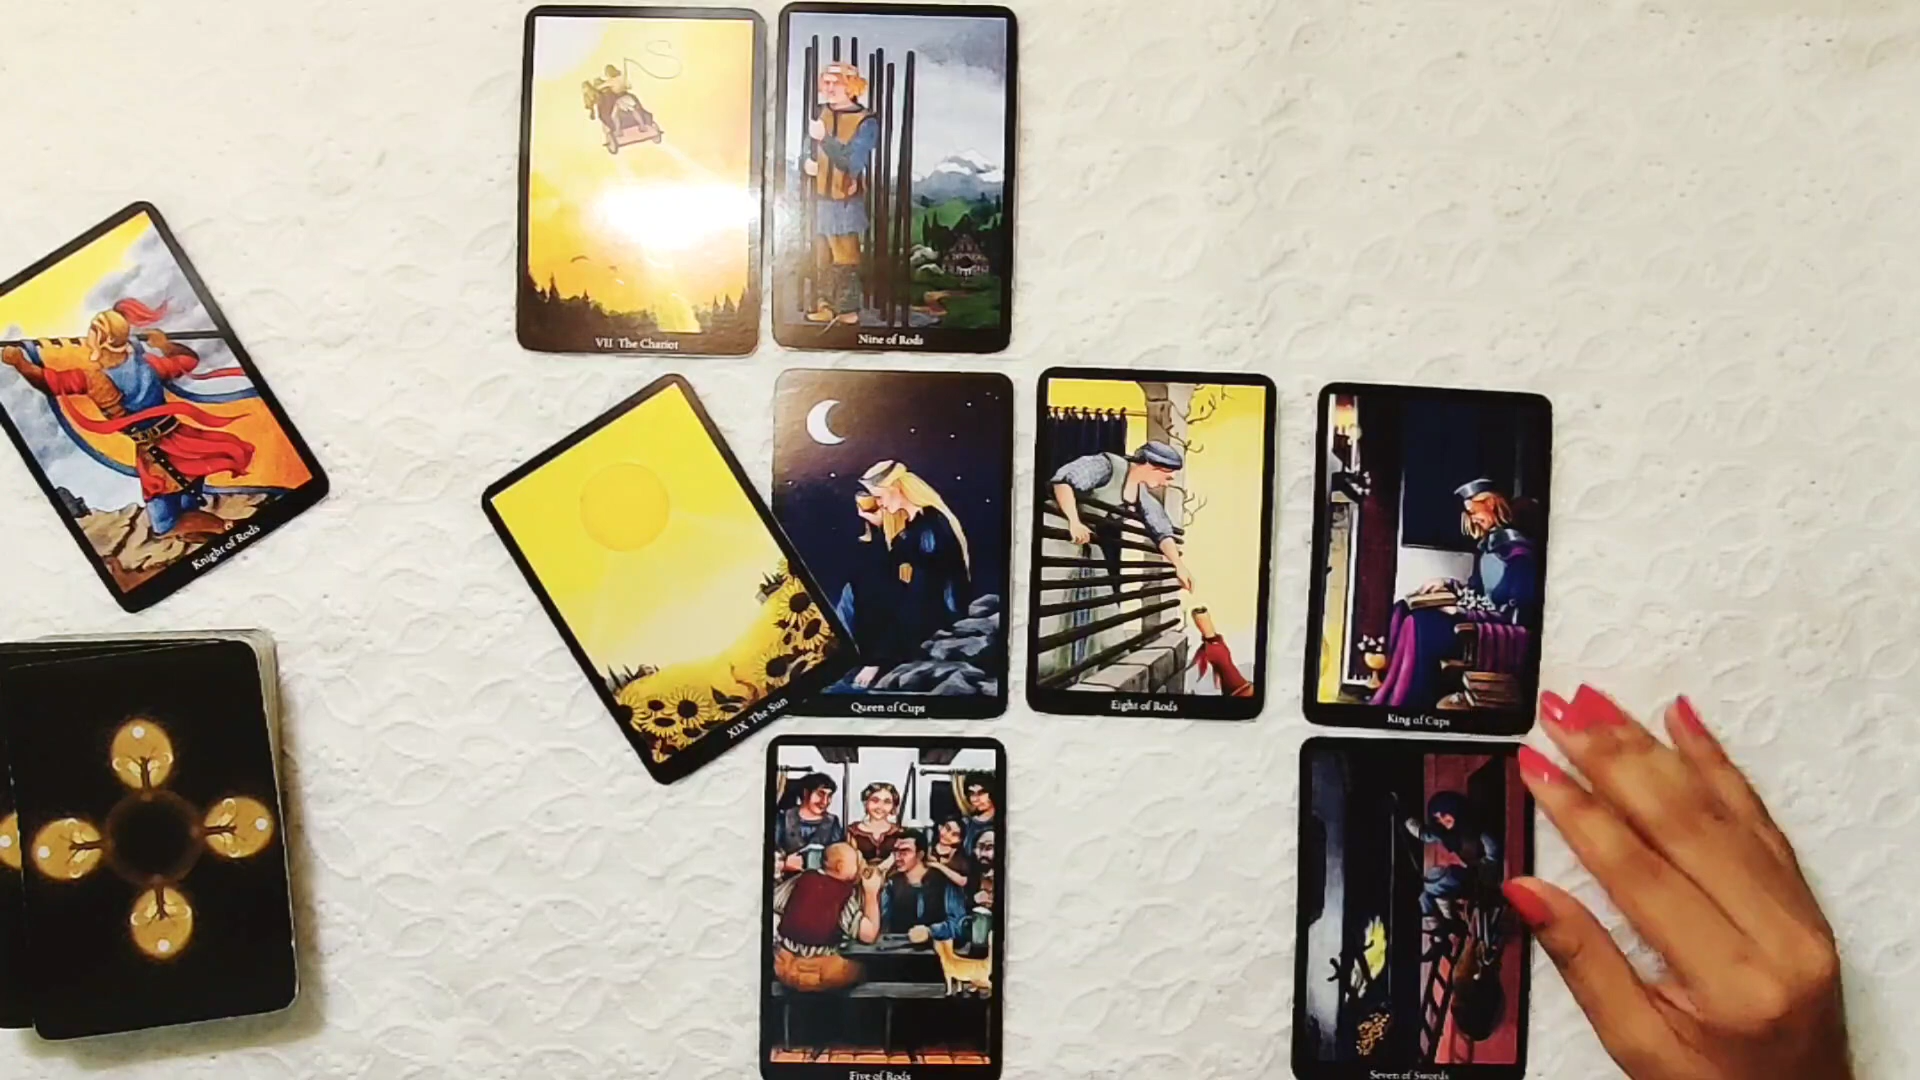 VII The Chariot
Nine of Rods
Knight of Rods
XIX The Sun
Queen of Cups
Eight of Rods
King of Cups
Five of Rods
Seven of Swords